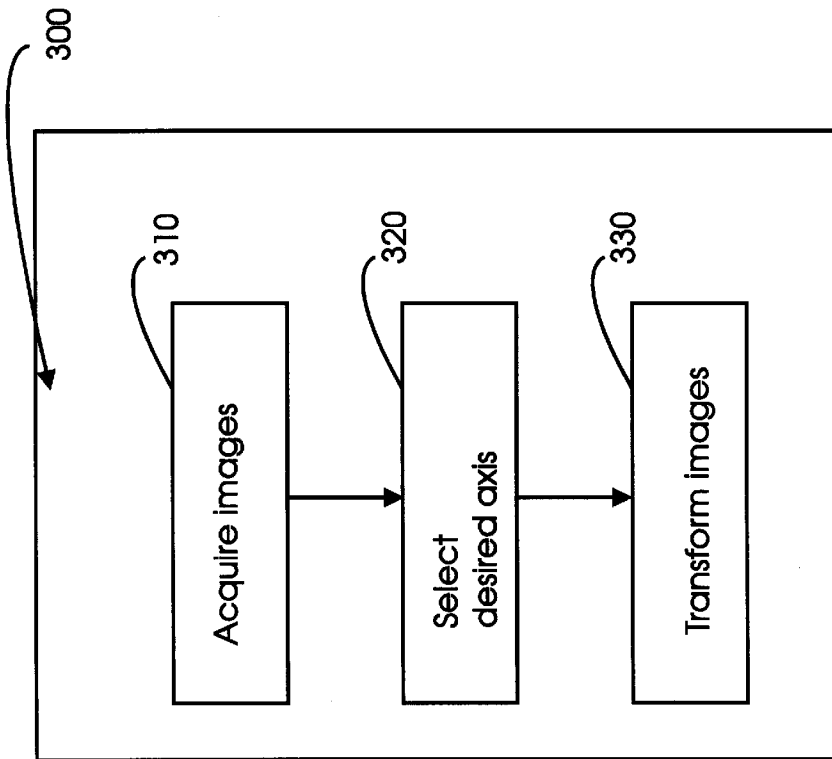 300
310
Acquire images
320
Select
desired axis
330
Transform images